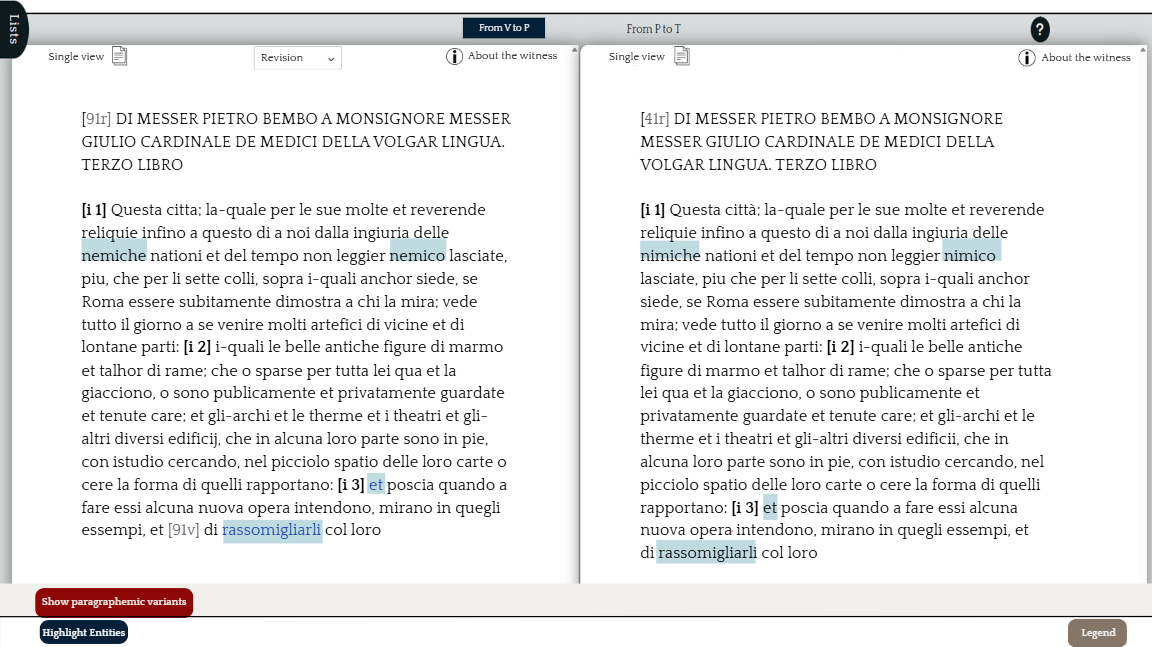 Lists
From V to P
From P to T
?
Single view
Revision
About the witness
[91r] DI MESSER PIETRO BEMBO A MONSIGNORE MESSER
GIULIO CARDINALE DE MEDICI DELLA VOLGAR LINGUA.
TERZO LIBRO
[i 1] Questa citta; la-quale per le sue molte et reverende
reliquie infino a questo di a noi dalla ingiuria delle
nemiche nationi et del tempo non leggier nemico lasciate,
piu, che per li sette colli, sopra i-quali anchor siede, se
Roma essere subitamente dimostra a chi la mira; vede
tutto il giorno a se venire molti artefici di vicine et di
lontane parti: [i 2] i-quali le belle antiche figure di marmo
et talhor di rame; che o sparse per tutta lei qua et la
giacciono, o sono publicamente et privatamente guardate
et tenute care; et gli-archi et le therme et i theatri et gli-
altri diversi edificij, che in alcuna loro parte sono in pie,
con istudio cercando, nel picciolo spatio delle loro carte o
cere la forma di quelli rapportano: [i 3] et poscia quando a
fare essi alcuna nuova opera intendono, mirano in quegli
essempi, et [91v] di rassomigliarli col loro
Single view
About the witness
[41r] DI MESSER PIETRO BEMBO A MONSIGNORE
MESSER GIULIO CARDINALE DE MEDICI DELLA
VOLGAR LINGUA. TERZO LIBRO
[i 1] Questa città; la-quale per le sue molte et reverende
reliquie infino a questo di a noi dalla ingiuria delle
nimiche nationi et del tempo non leggier nimico
lasciate, piu che per li sette colli, sopra i-quali anchor
siede, se Roma essere subitamente dimostra a chi la
mira; vede tutto il giorno a se venire molti artefici di
vicine et di lontane parti: [i 2] i-quali le belle antiche
figure di marmo et talhor di rame; che o sparse per tutta
lei qua et la giacciono, o sono publicamente et
privatamente guardate et tenute care; et gli-archi et le
therme et i theatri et gli-altri diversi edificii, che in
alcuna loro parte sono in pie, con istudio cercando, nel
picciolo spatio delle loro carte o cere la forma di quelli
rapportano: [i 3] et poscia quando a fare essi alcuna
nuova opera intendono, mirano in quegli essempi, et
di rassomigliarli col loro
Show paragraphemic variants
Highlight Entities
Legend